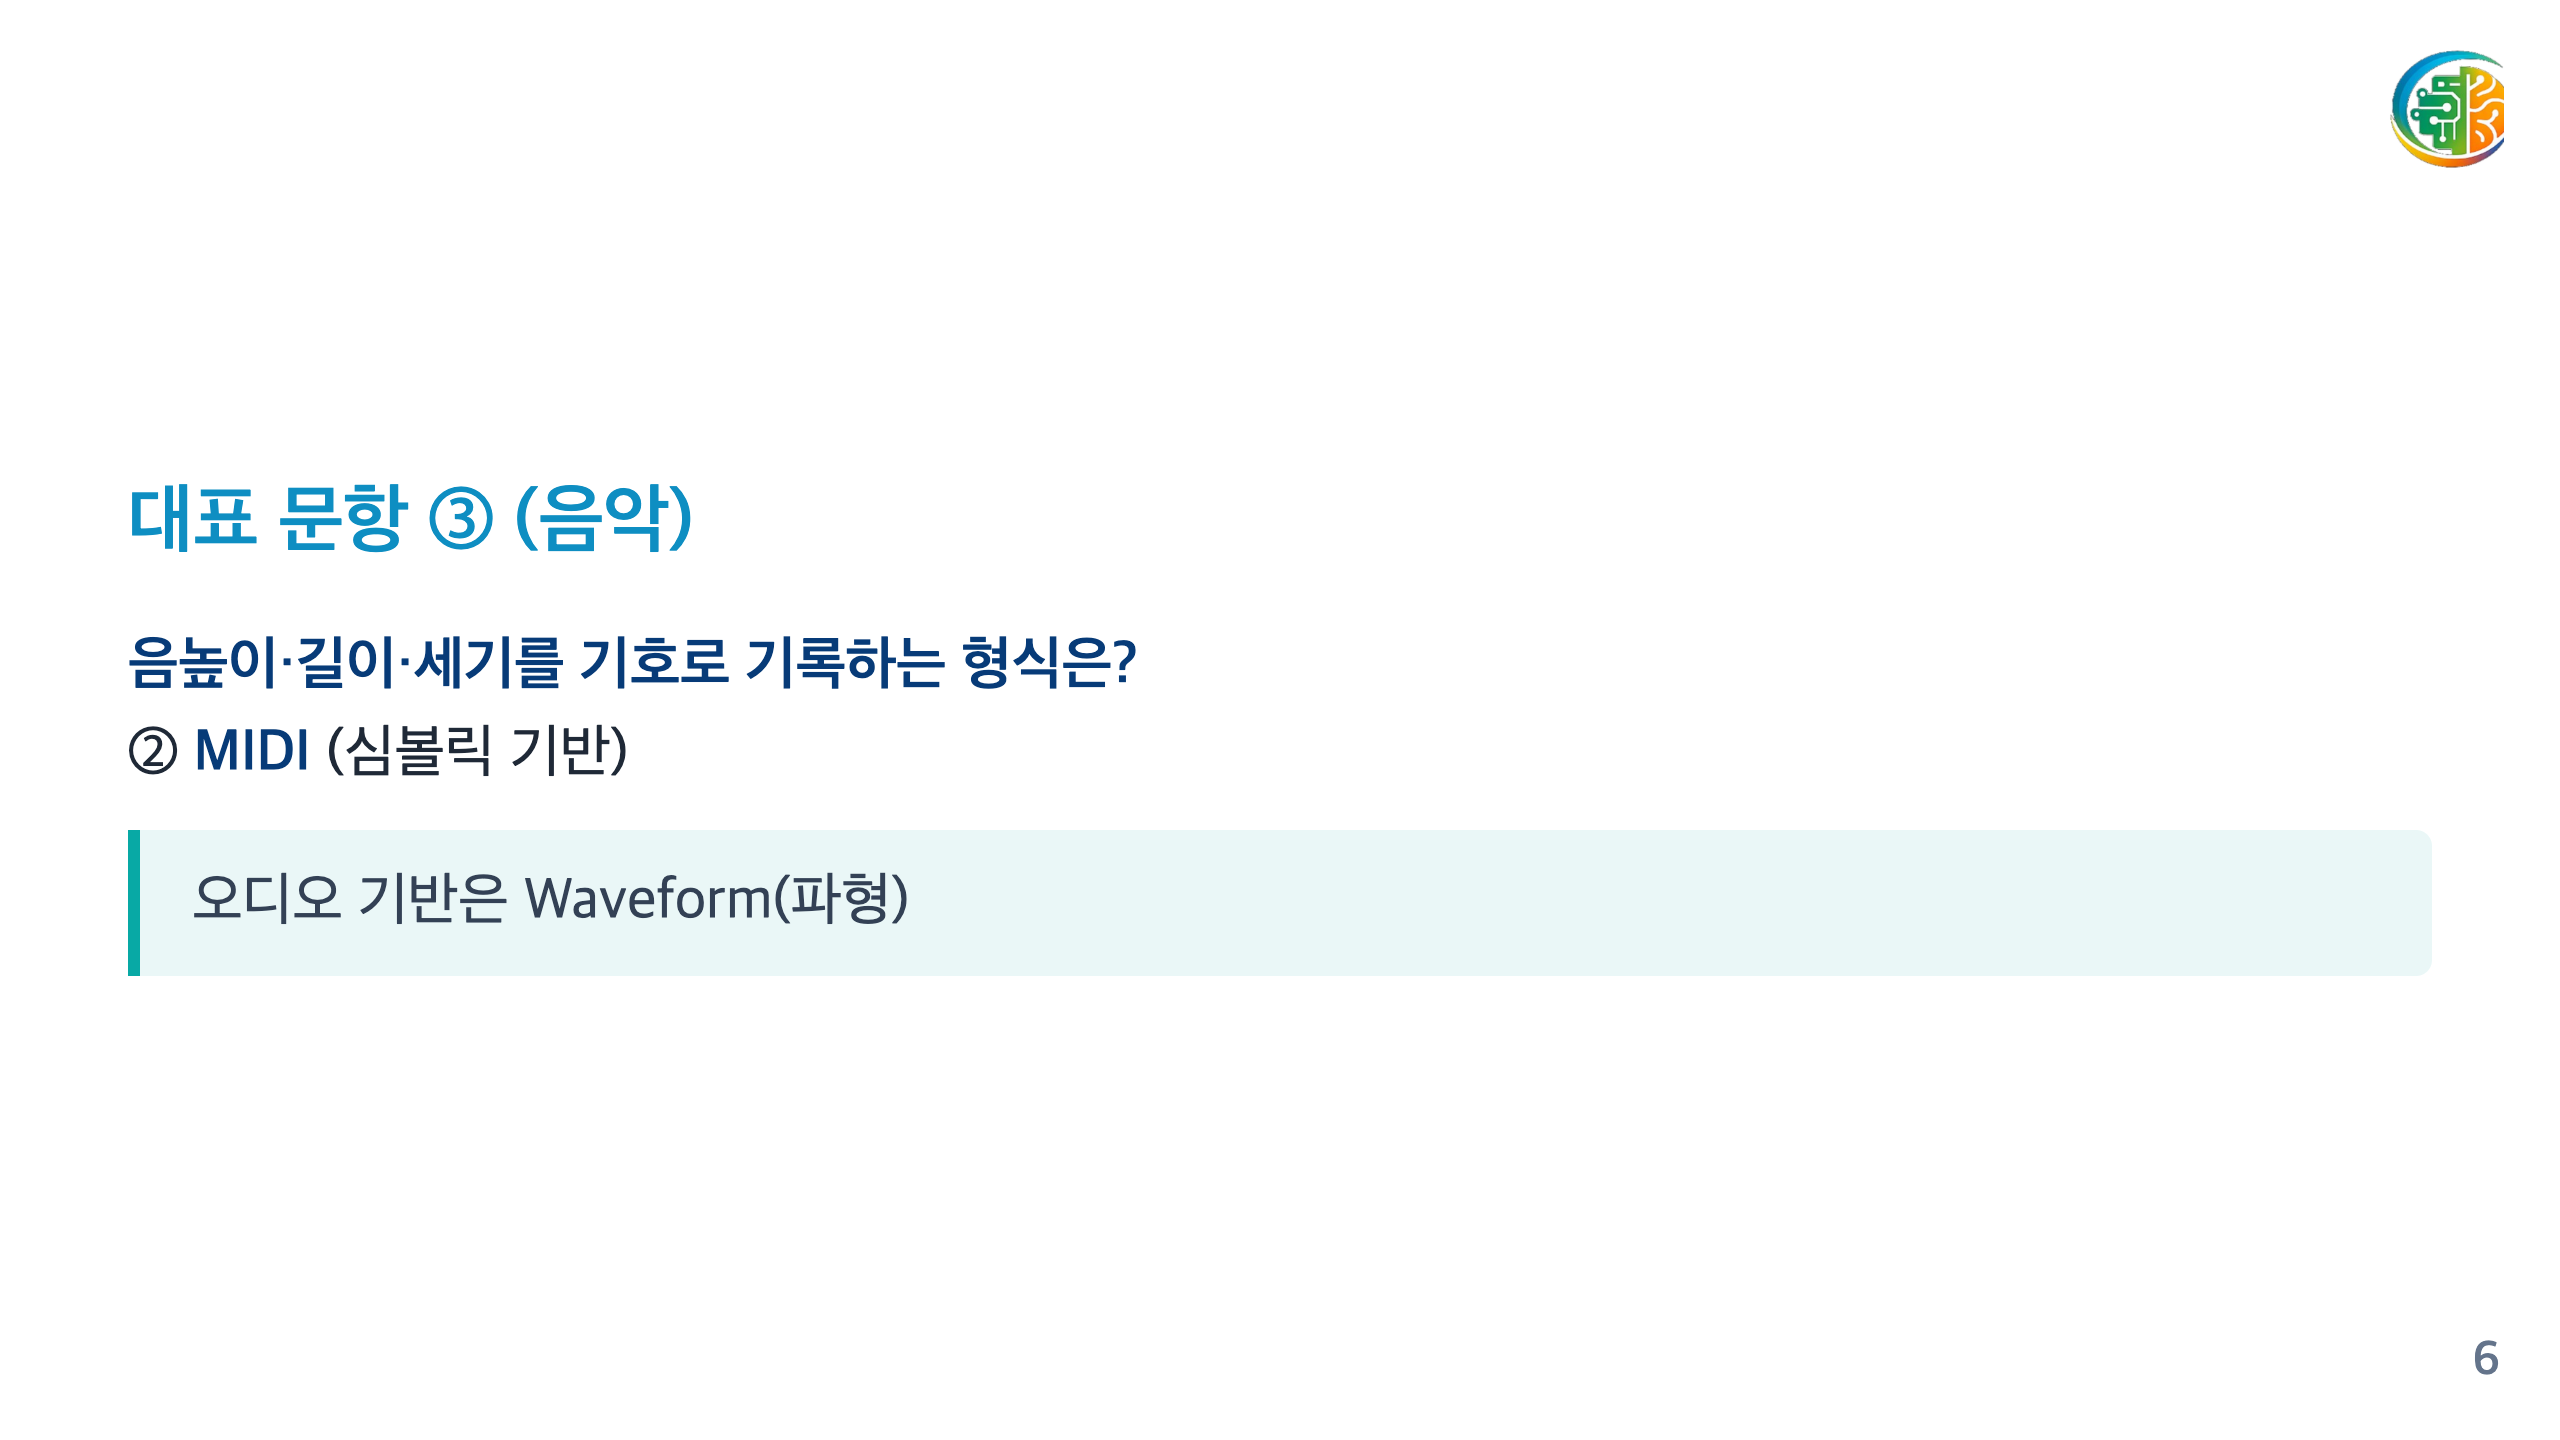 대표 문항 ③ (음악)
음높이·길이·세기를 기호로 기록하는 형식은?
② MIDI (심볼릭 기반)
오디오 기반은 Waveform(파형)
6